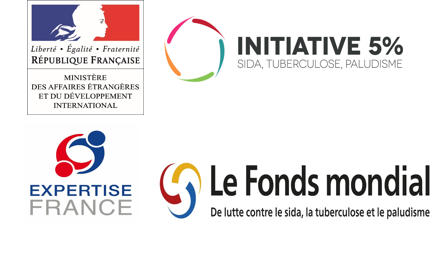 Liberté • Égalité • Fraternité
RÉPUBLIQUE FRANÇAISE
MINISTÈRE
DES AFFAIRES ÉTRANGÈRES
ET DU DÉVELOPPEMENT
INTERNATIONAL
INITIATIVE 5%
SIDA, TUBERCULOSE, PALUDISME
EXPERTISE
FRANCE
Le Fonds mondial
De lutte contre le sida, la tuberculose et le paludisme